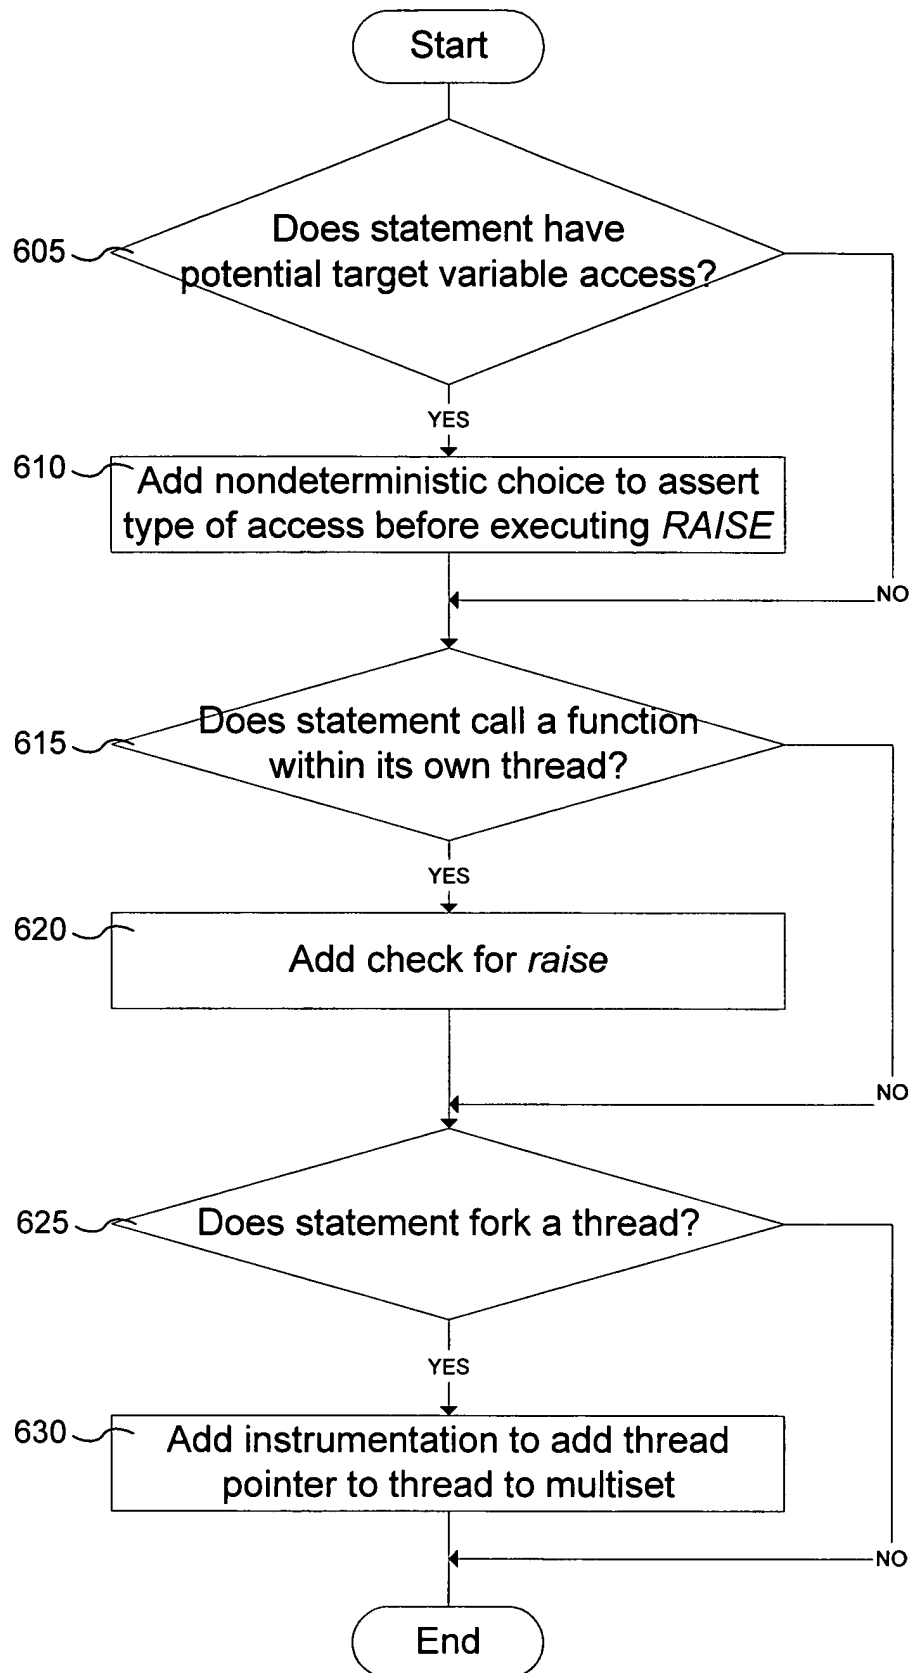 Start
605
Does statement have
potential target variable access?
YES
610
Add nondeterministic choice to assert
type of access before executing RAISE
NO
615
Does statement call a function
within its own thread?
YES
620
Add check for raise
NO
625
Does statement fork a thread?
YES
630
Add instrumentation to add thread
pointer to thread to multiset
NO
End